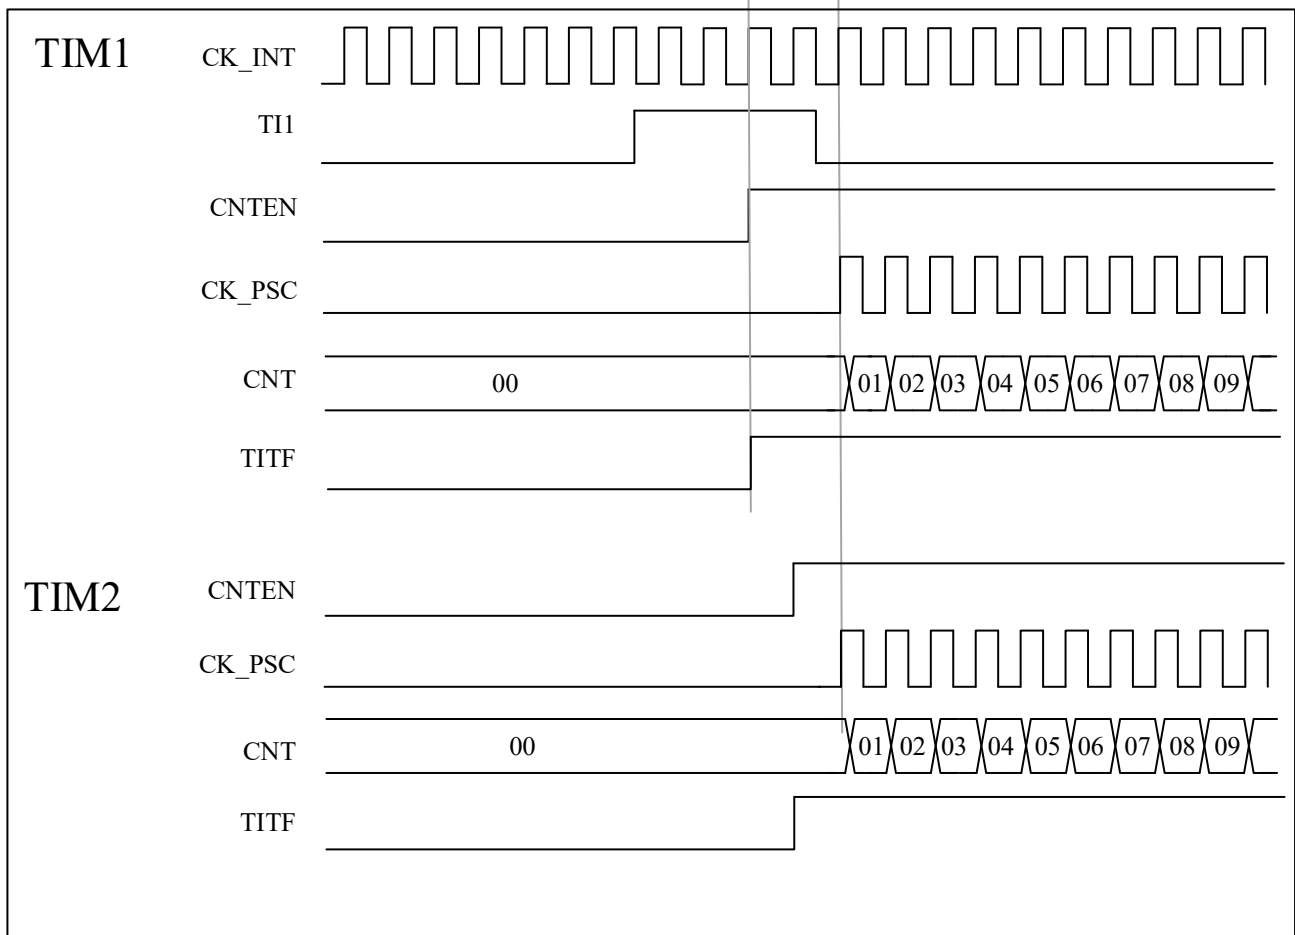 TIM1
CK_INT
TI1
CNTEN
CK_PSC
CNT 00 01 02 03 04 05 06 07 08 09
TITF
TIM2
CNTEN
CK_PSC
CNT 00 01 02 03 04 05 06 07 08 09
TITF